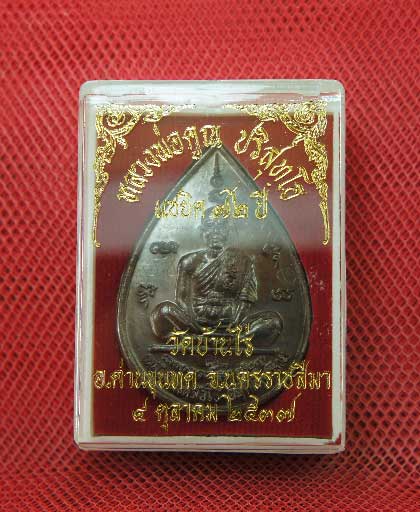 หลวงพ่อคูณ ปริสุทโธ
แซยิด ๗๒ ปี
วัดบ้านไร่
อ.ด่านขุนทด จ.นครราชสีมา
๔ ตุลาคม ๒๕๓๗